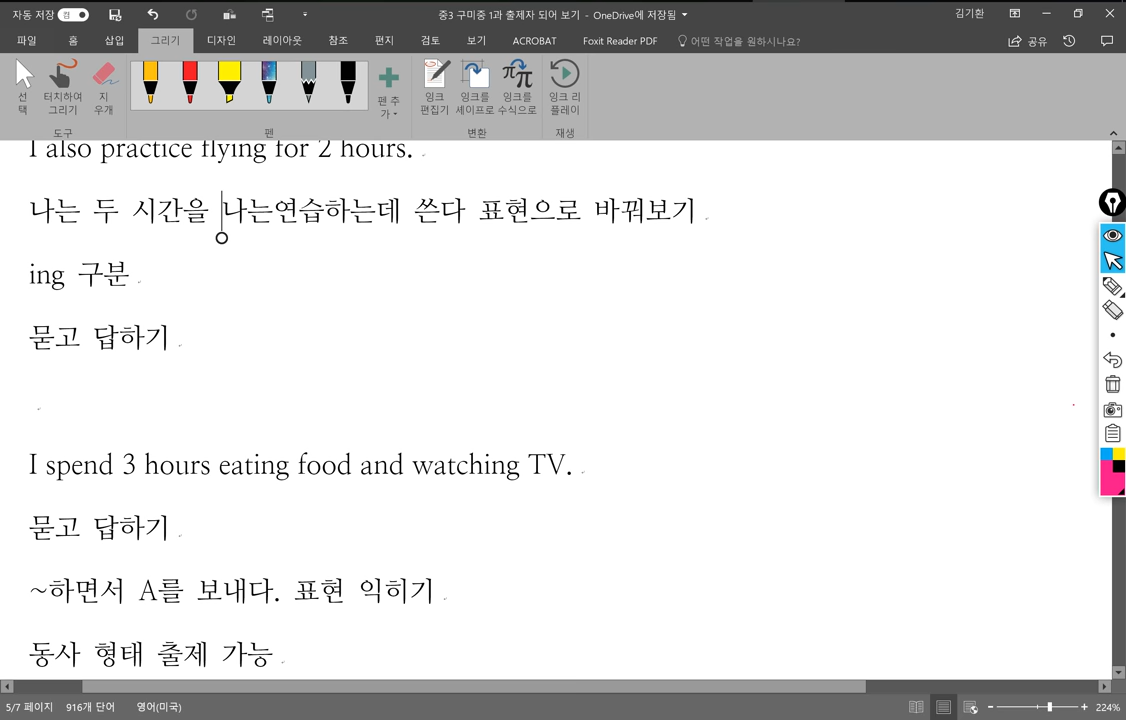 자동 저장 켬 중3 구미중 1과 출제자 되어 보기 - OneDrive에 저장됨 김기환
파일 홈 삽입 그리기 디자인 레이아웃 참조 편지 검토 보기 ACROBAT Foxit Reader PDF 어떤 작업을 원하시나요? 공유
선택 터치하여 그리기 지우개 펜 추가 잉크 편집기 잉크를 셰이프로 잉크를 수식으로 잉크 리플레이
도구 펜 변환 재생
I also practice flying for 2 hours.
나는 두 시간을 나는연습하는데 쓴다 표현으로 바꿔보기
ing 구분
묻고 답하기
I spend 3 hours eating food and watching TV.
묻고 답하기
~하면서 A를 보내다. 표현 익히기
동사 형태 출제 가능
5/7 페이지 916개 단어 영어(미국) 224%